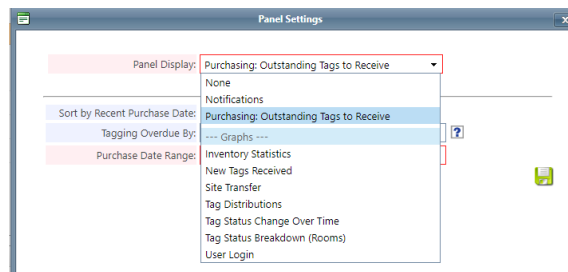 Panel Settings
x
Panel Display: Purchasing: Outstanding Tags to Receive
None
Notifications
Sort by Recent Purchase Date: Purchasing: Outstanding Tags to Receive
Tagging Overdue By: --- Graphs --- ?
Purchase Date Range: Inventory Statistics
New Tags Received
Site Transfer
Tag Distributions
Tag Status Change Over Time
Tag Status Breakdown (Rooms)
User Login